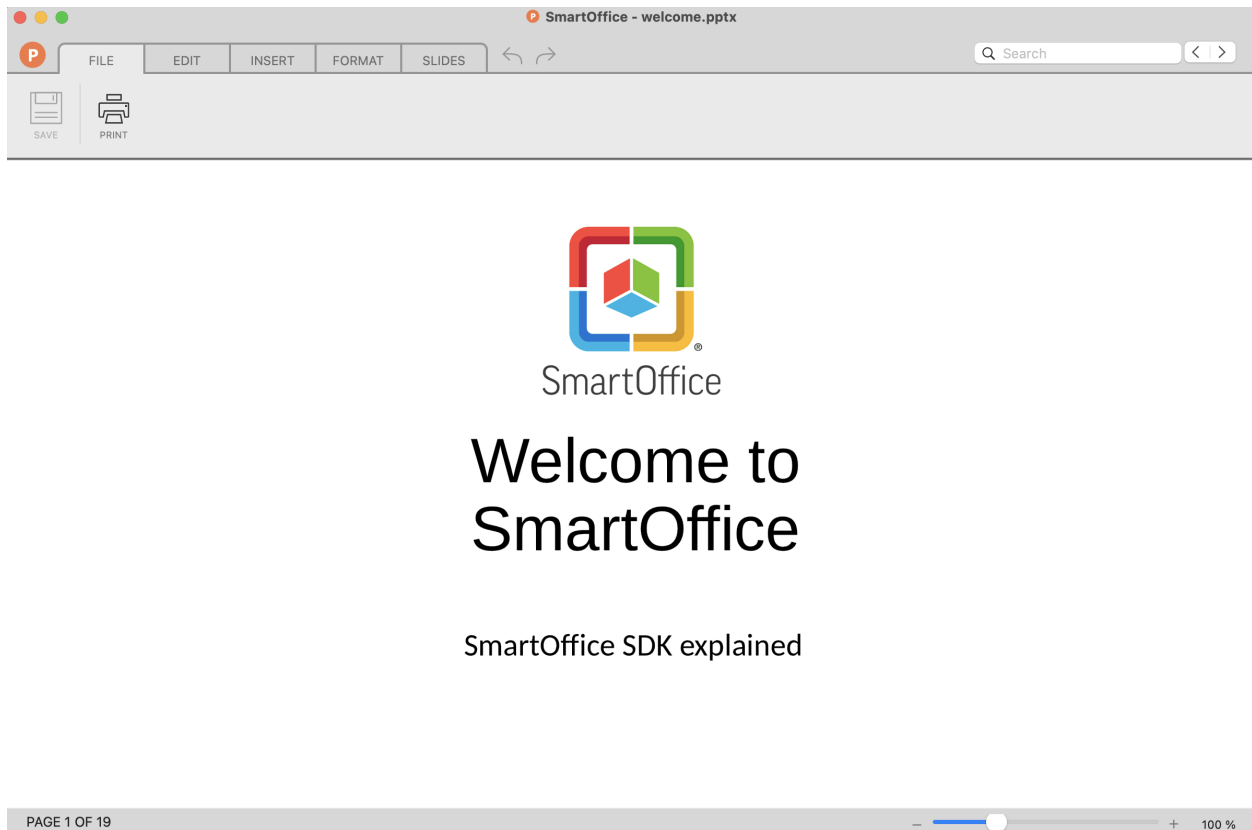 SmartOffice - welcome.pptx
P
FILE
EDIT
INSERT
FORMAT
SLIDES
Search
SAVE
PRINT
®
SmartOffice
Welcome to
SmartOffice
SmartOffice SDK explained
PAGE 1 OF 19
100 %